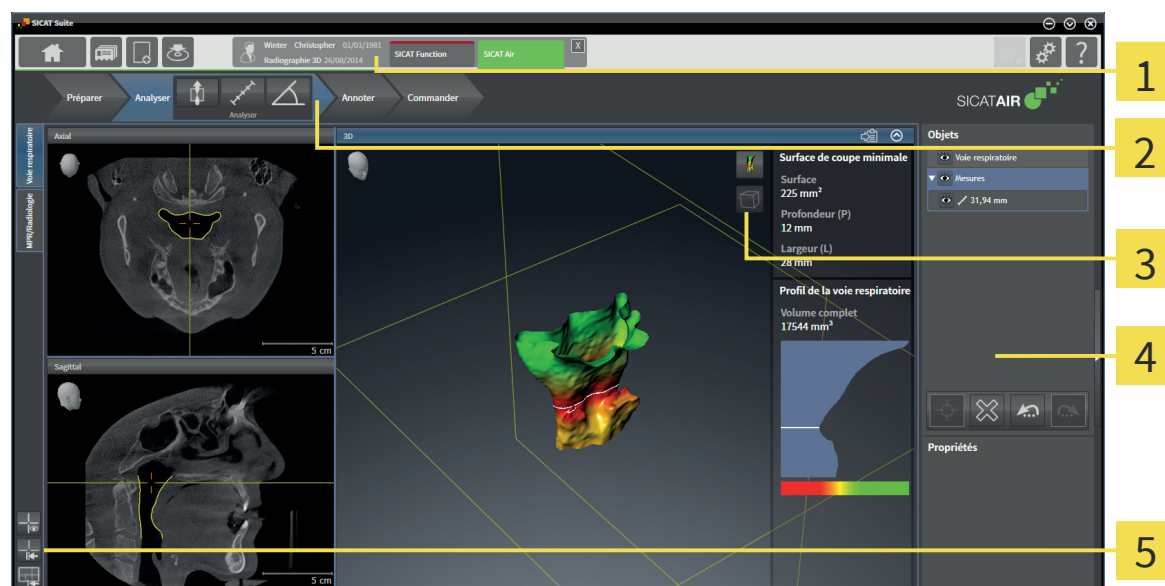 SICAT Suite
Winter Christopher 01/01/1981
Radiographie 3D 26/08/2014
SICAT Function
SICAT Air
X
?
1
Préparer
Analyser
Analyser
Annoter
Commander
SICATAIR
2
Voie respiratoire
MPR/Radiologie
Axial
5 cm
Sagittal
5 cm
3D
Surface de coupe minimale
Surface
225 mm²
Profondeur (P)
12 mm
Largeur (L)
28 mm
Profil de la voie respiratoire
Volume complet
17544 mm³
Objets
Voie respiratoire
Mesures
31,94 mm
3
4
Propriétés
5